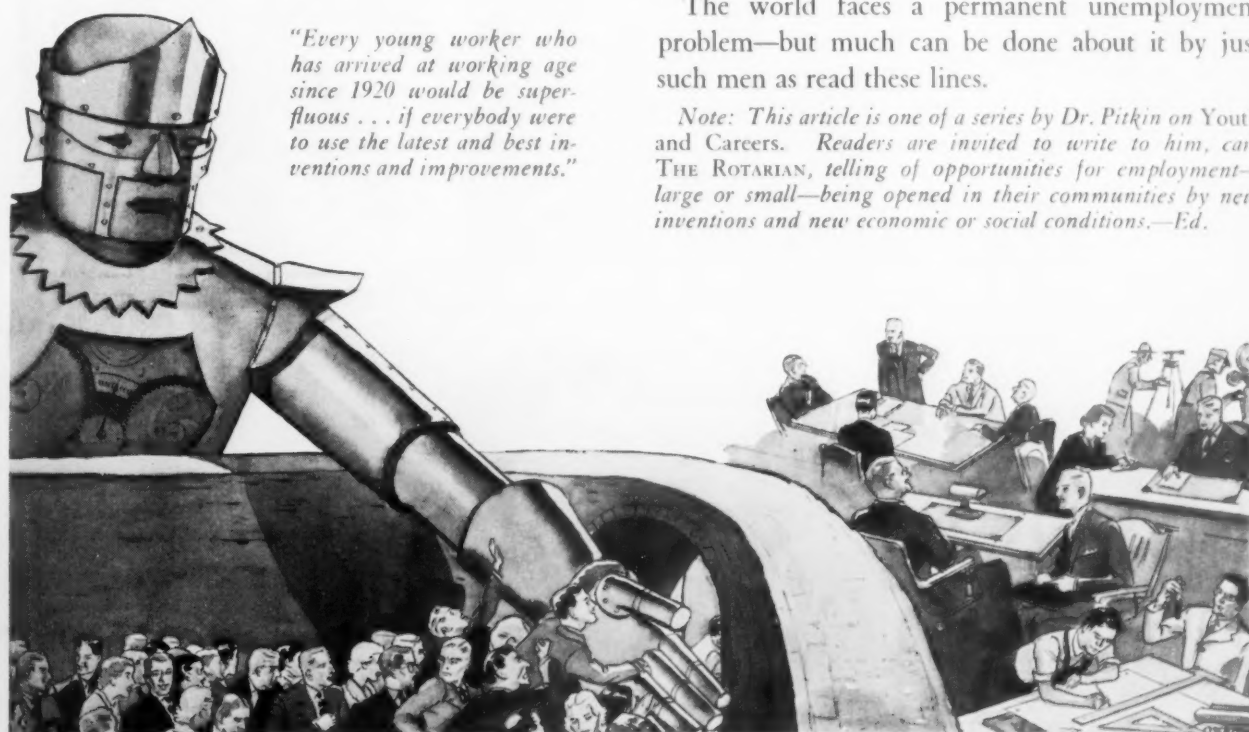 "Every young worker who
has arrived at working age
since 1920 would be super-
fluous . . . if everybody were
to use the latest and best in-
ventions and improvements."
The world faces a permanent unemploymen
problem—but much can be done about it by jus
such men as read these lines.
Note: This article is one of a series by Dr. Pitkin on Yout
and Careers. Readers are invited to write to him, car
THE ROTARIAN, telling of opportunities for employment—
large or small—being opened in their communities by new
inventions and new economic or social conditions.—Ed.